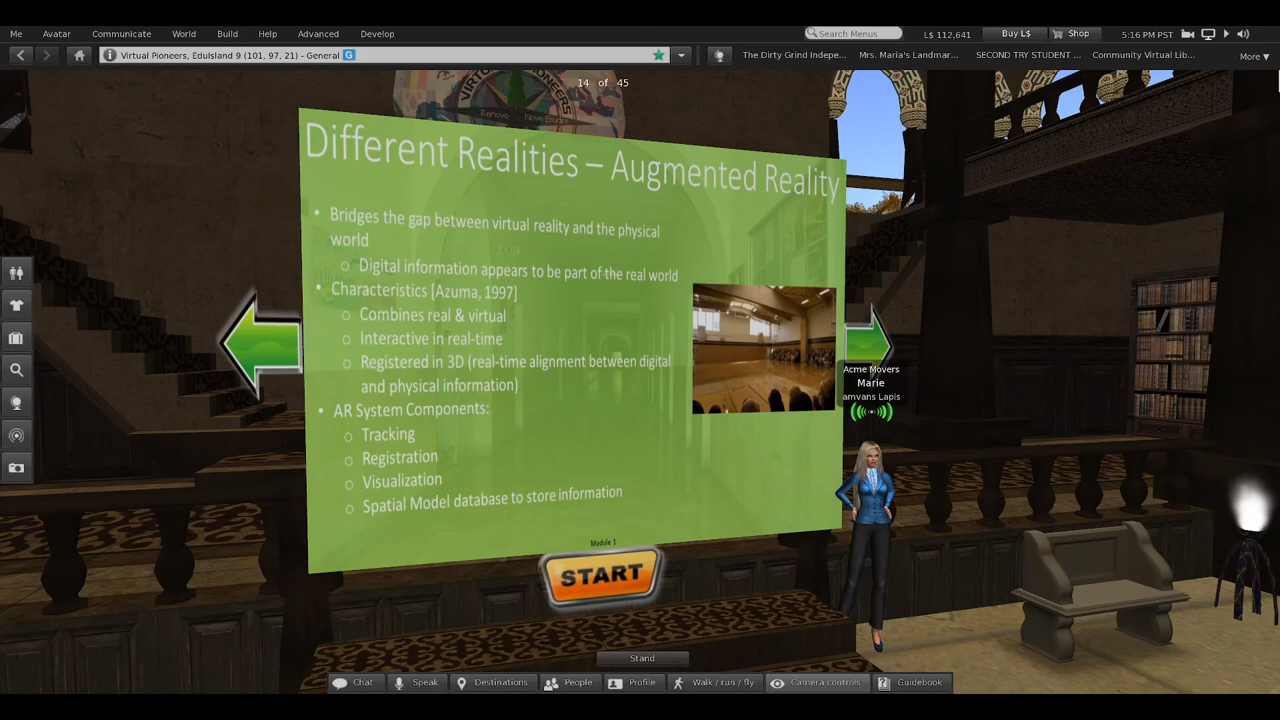 Me Avatar Communicate World Build Help Advanced Develop Search Menus L$ 112,641 Buy L$ Shop 5:16 PM PST
Virtual Pioneers, EduIsland 9 (101, 97, 21) - General G The Dirty Grind Indepe... Mrs. Maria's Landmar... SECOND TRY STUDENT ... Community Virtual Lib... More ▼
14 of 45
VIRTUAL PIONEERS
Renovo Nove Erudre
Different Realities – Augmented Reality
• Bridges the gap between virtual reality and the physical
world
o Digital information appears to be part of the real world
• Characteristics [Azuma, 1997]
o Combines real & virtual
o Interactive in real-time
o Registered in 3D (real-time alignment between digital
and physical information)
• AR System Components:
o Tracking
o Registration
o Visualization
o Spatial Model database to store information
Module 1
START
Acme Movers
Marie
amvans Lapis
Stand
Chat Speak Destinations People Profile Walk / run / fly Camera controls Guidebook